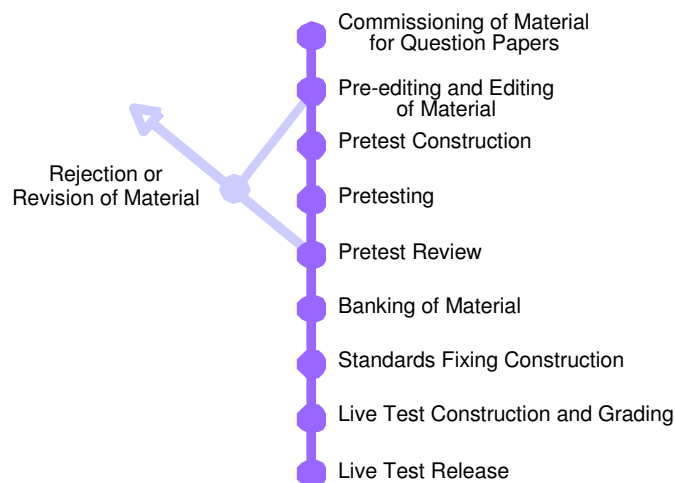 Commissioning of Material
for Question Papers
Pre-editing and Editing
of Material
Pretest Construction
Rejection or
Revision of Material
Pretesting
Pretest Review
Banking of Material
Standards Fixing Construction
Live Test Construction and Grading
Live Test Release